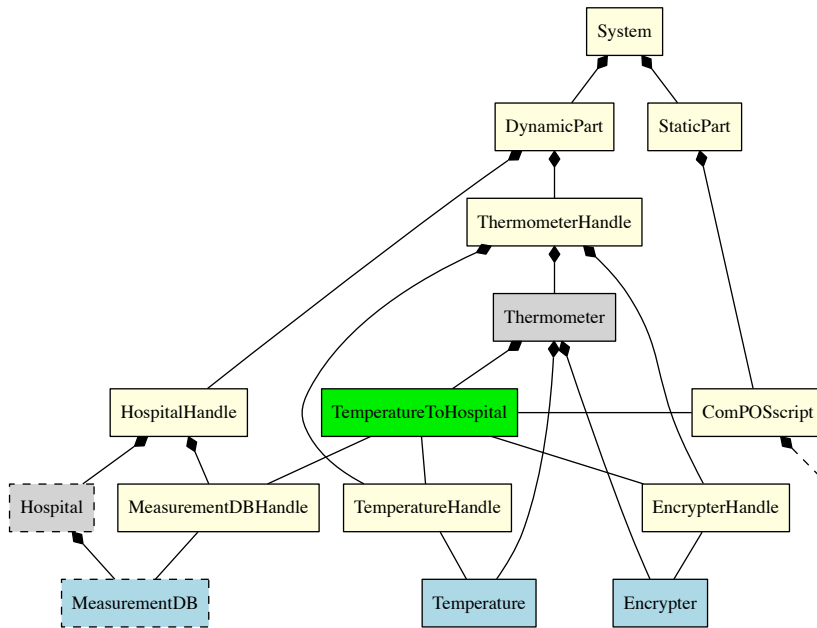 System
DynamicPart
StaticPart
ThermometerHandle
Thermometer
HospitalHandle
TemperatureToHospital
ComPOSscript
Hospital
MeasurementDBHandle
TemperatureHandle
EncrypterHandle
MeasurementDB
Temperature
Encrypter